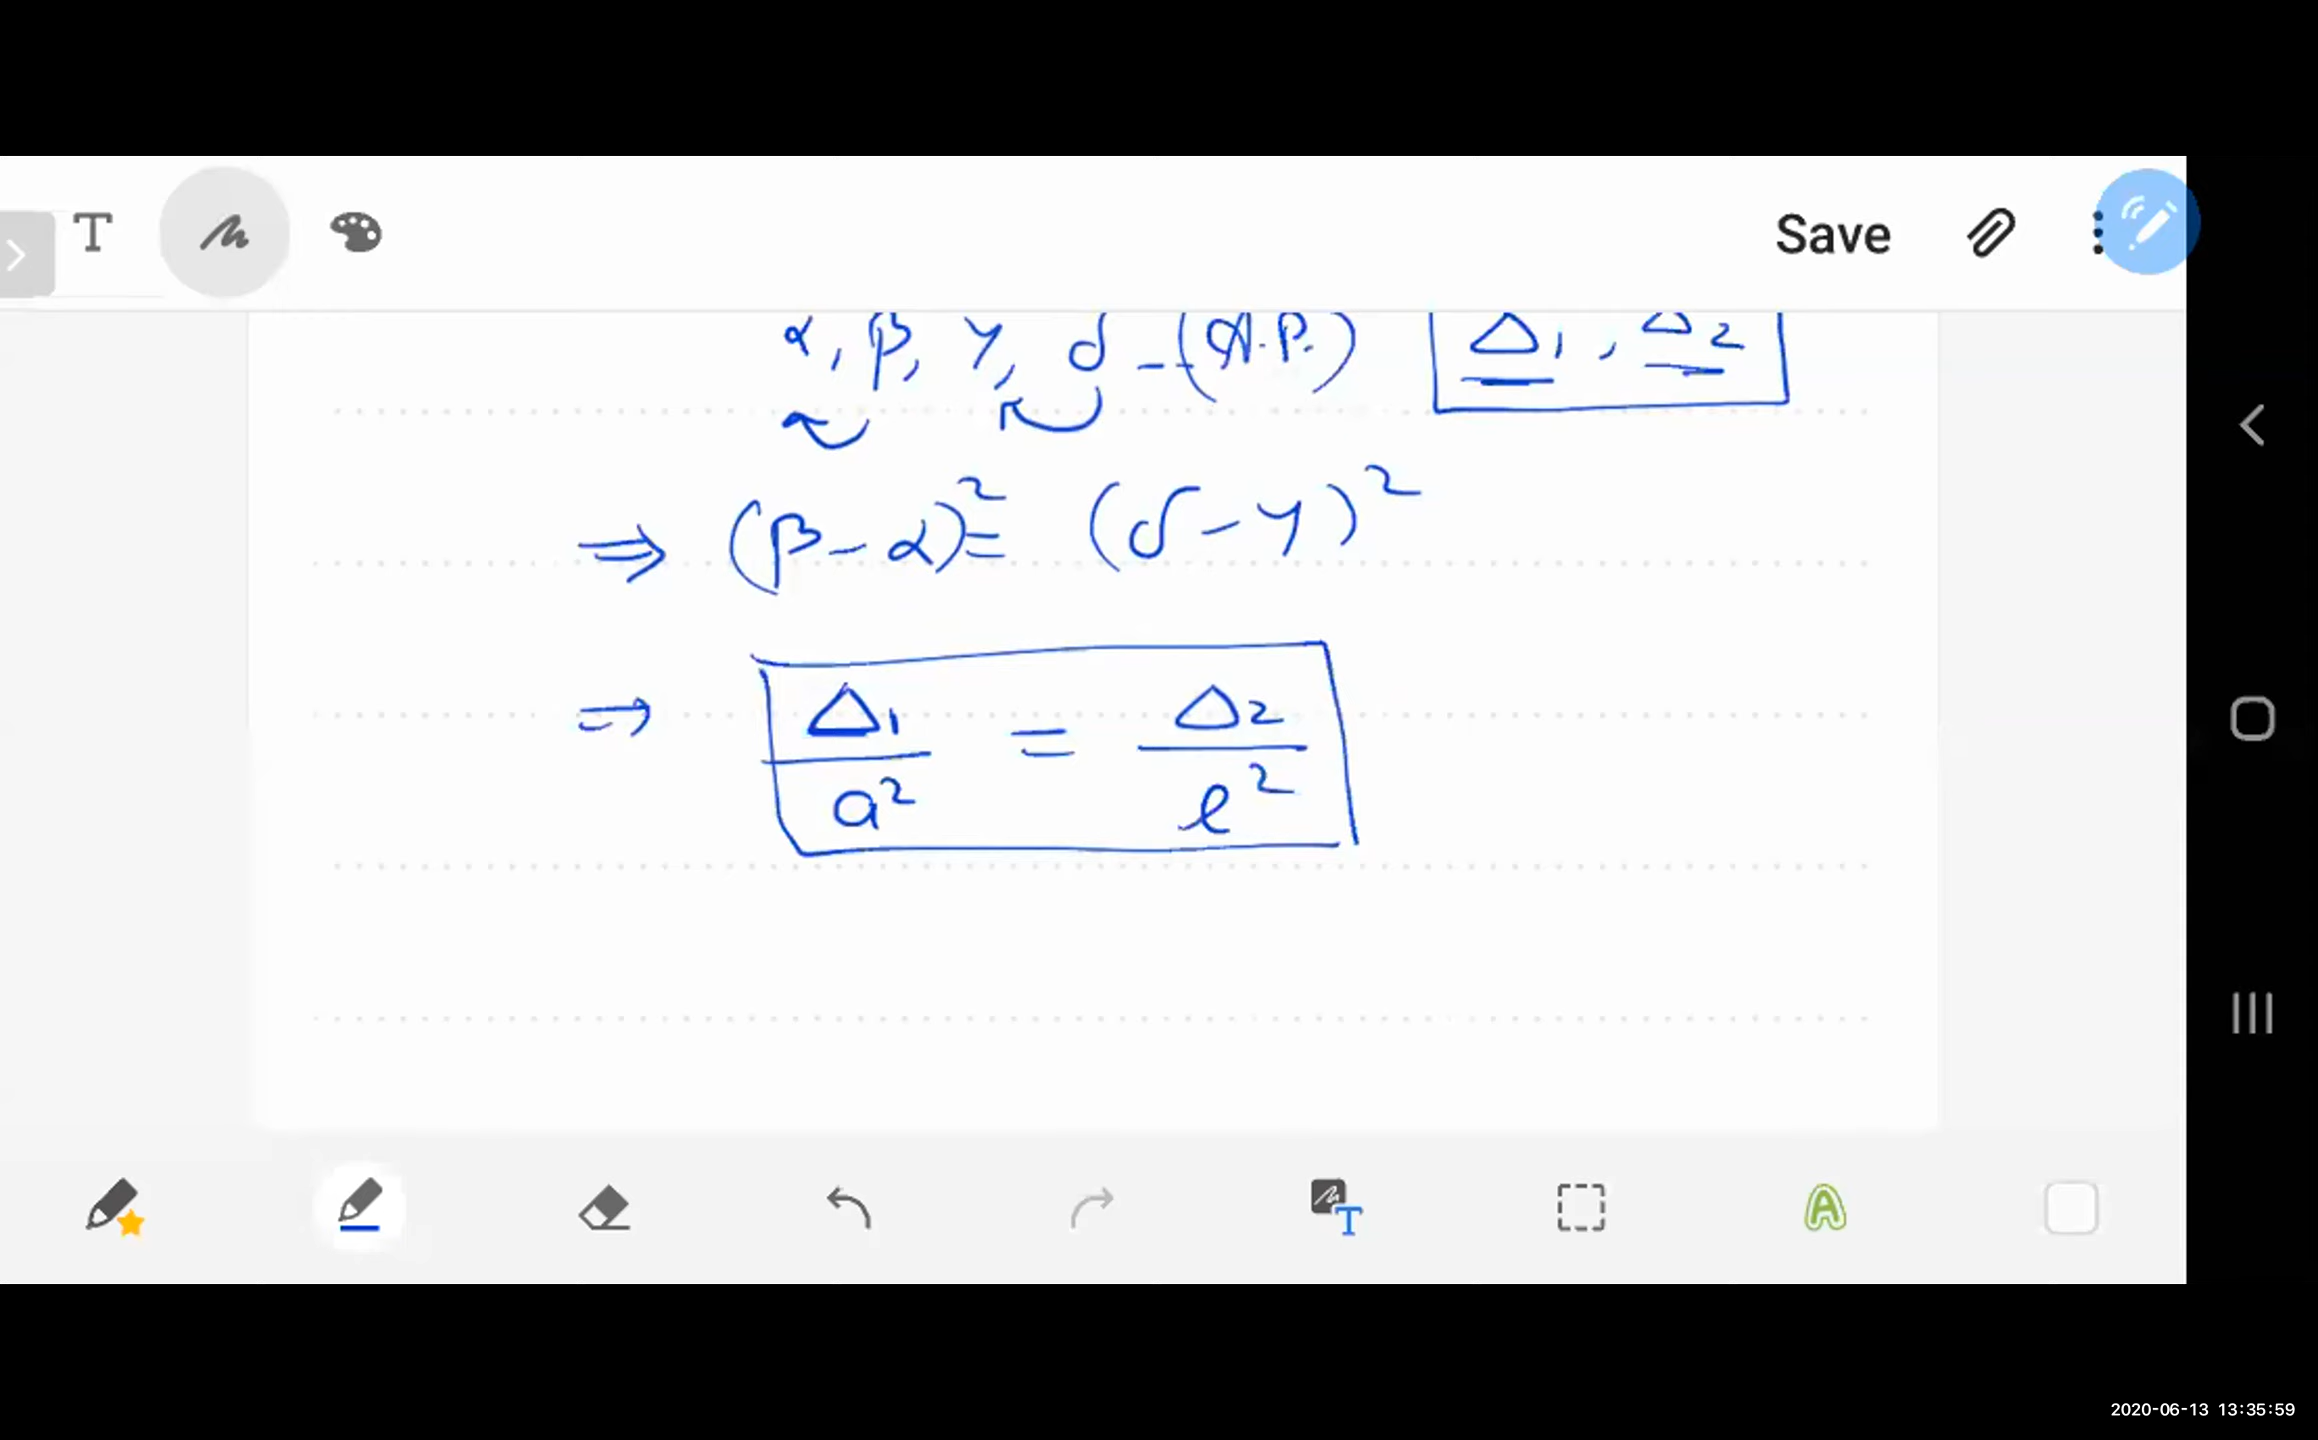 T Save
α, β, γ, δ -(A.P.) Δ₁, Δ₂
⇒ (β - α)² = (δ - γ)²
⇒ Δ₁/a² = Δ₂/l²
T A
2020-06-13 13:35:59